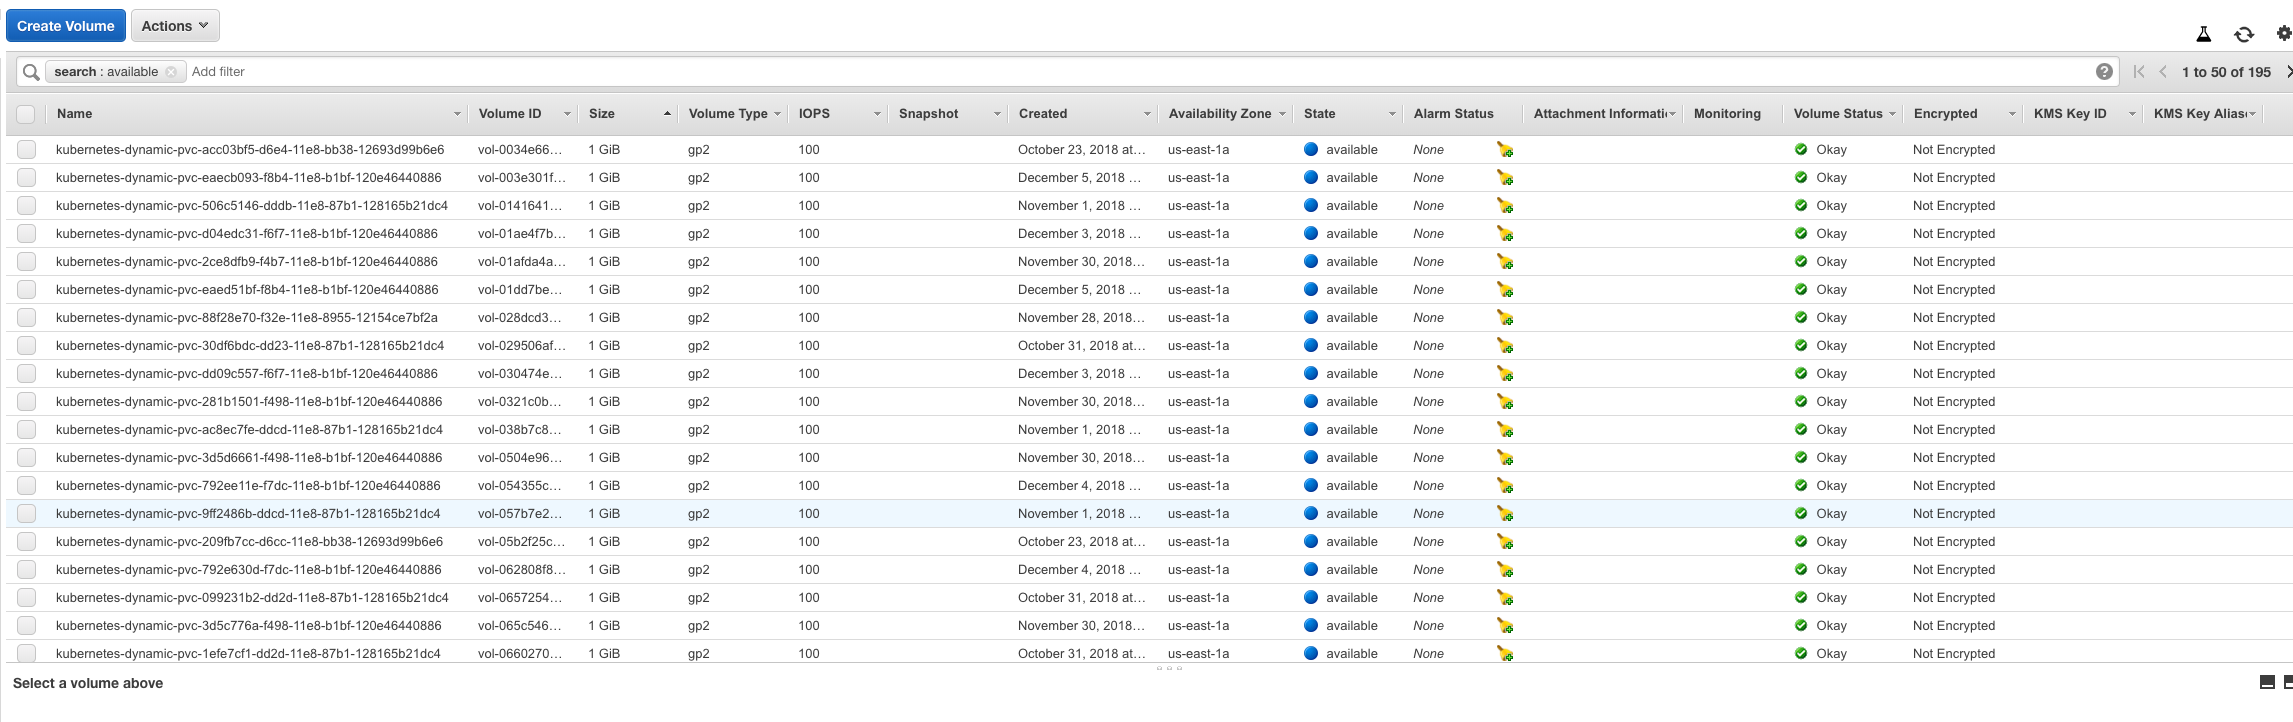 Create Volume Actions
search : available Add filter 1 to 50 of 195
Name Volume ID Size Volume Type IOPS Snapshot Created Availability Zone State Alarm Status Attachment Informati Monitoring Volume Status Encrypted KMS Key ID KMS Key Alias
kubernetes-dynamic-pvc-acc03bf5-d6e4-11e8-bb38-12693d99b6e6 vol-0034e66... 1 GiB gp2 100 October 23, 2018 at... us-east-1a available None Okay Not Encrypted
kubernetes-dynamic-pvc-eaecb093-f8b4-11e8-b1bf-120e46440886 vol-003e301f... 1 GiB gp2 100 December 5, 2018 ... us-east-1a available None Okay Not Encrypted
kubernetes-dynamic-pvc-506c5146-dddb-11e8-87b1-128165b21dc4 vol-0141641... 1 GiB gp2 100 November 1, 2018 ... us-east-1a available None Okay Not Encrypted
kubernetes-dynamic-pvc-d04edc31-f6f7-11e8-b1bf-120e46440886 vol-01ae4f7b... 1 GiB gp2 100 December 3, 2018 ... us-east-1a available None Okay Not Encrypted
kubernetes-dynamic-pvc-2ce8dfb9-f4b7-11e8-b1bf-120e46440886 vol-01afda4a... 1 GiB gp2 100 November 30, 2018... us-east-1a available None Okay Not Encrypted
kubernetes-dynamic-pvc-eaed51bf-f8b4-11e8-b1bf-120e46440886 vol-01dd7be... 1 GiB gp2 100 December 5, 2018 ... us-east-1a available None Okay Not Encrypted
kubernetes-dynamic-pvc-88f28e70-f32e-11e8-8955-12154ce7bf2a vol-028dcd3... 1 GiB gp2 100 November 28, 2018... us-east-1a available None Okay Not Encrypted
kubernetes-dynamic-pvc-30df6bdc-dd23-11e8-87b1-128165b21dc4 vol-029506af... 1 GiB gp2 100 October 31, 2018 at... us-east-1a available None Okay Not Encrypted
kubernetes-dynamic-pvc-dd09c557-f6f7-11e8-b1bf-120e46440886 vol-030474e... 1 GiB gp2 100 December 3, 2018 ... us-east-1a available None Okay Not Encrypted
kubernetes-dynamic-pvc-281b1501-f498-11e8-b1bf-120e46440886 vol-0321c0b... 1 GiB gp2 100 November 30, 2018... us-east-1a available None Okay Not Encrypted
kubernetes-dynamic-pvc-ac8ec7fe-ddcd-11e8-87b1-128165b21dc4 vol-038b7c8... 1 GiB gp2 100 November 1, 2018 ... us-east-1a available None Okay Not Encrypted
kubernetes-dynamic-pvc-3d5d6661-f498-11e8-b1bf-120e46440886 vol-0504e96... 1 GiB gp2 100 November 30, 2018... us-east-1a available None Okay Not Encrypted
kubernetes-dynamic-pvc-792ee11e-f7dc-11e8-b1bf-120e46440886 vol-054355c... 1 GiB gp2 100 December 4, 2018 ... us-east-1a available None Okay Not Encrypted
kubernetes-dynamic-pvc-9ff2486b-ddcd-11e8-87b1-128165b21dc4 vol-057b7e2... 1 GiB gp2 100 November 1, 2018 ... us-east-1a available None Okay Not Encrypted
kubernetes-dynamic-pvc-209fb7cc-d6cc-11e8-bb38-12693d99b6e6 vol-05b2f25c... 1 GiB gp2 100 October 23, 2018 at... us-east-1a available None Okay Not Encrypted
kubernetes-dynamic-pvc-792e630d-f7dc-11e8-b1bf-120e46440886 vol-062808f8... 1 GiB gp2 100 December 4, 2018 ... us-east-1a available None Okay Not Encrypted
kubernetes-dynamic-pvc-099231b2-dd2d-11e8-87b1-128165b21dc4 vol-0657254... 1 GiB gp2 100 October 31, 2018 at... us-east-1a available None Okay Not Encrypted
kubernetes-dynamic-pvc-3d5c776a-f498-11e8-b1bf-120e46440886 vol-065c546... 1 GiB gp2 100 November 30, 2018... us-east-1a available None Okay Not Encrypted
kubernetes-dynamic-pvc-1efe7cf1-dd2d-11e8-87b1-128165b21dc4 vol-0660270... 1 GiB gp2 100 October 31, 2018 at... us-east-1a available None Okay Not Encrypted
Select a volume above